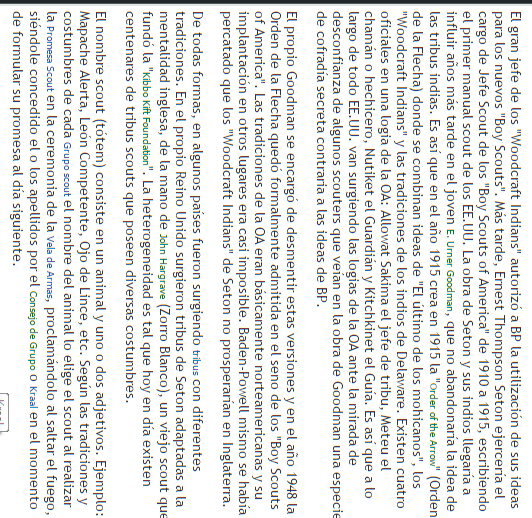 El gran jefe de los "Woodcraft Indians" autorizó a BP la utilización de sus ideas
para los nuevos "Boy Scouts". Más tarde, Ernest Thompson Seton ejercería el
cargo de Jefe Scout de los "Boy Scouts of America" de 1910 a 1915, escribiendo
el primer manual scout de los EE.UU. La obra de Seton y sus indios llegaría a
influir años más tarde en el joven E. Urner Goodman, que no abandonaría la idea de
las tribus indias. Es así que en el año 1915 crea en 1915 la "Order of the Arrow" (Orden
de la Flecha) donde se combinan ideas de "El último de los mohicanos", los
"Woodcraft Indians" y las tradiciones de los indios de Delaware. Existen cuatro
oficiales en una logia de la OA: Allowat Sakima el jefe de tribu, Meteu el
chamán o hechicero, Nutiket el Guardián y Kitchkinet el Guía. Es así que a lo
largo de todo EE.UU. van surgiendo las logias de la OA ante la mirada de
desconfianza de algunos scouters que veían en la obra de Goodman una especie
de cofradía secreta contraria a las ideas de BP.
El propio Goodman se encargó de desmentir estas versiones y en el año 1948 la
Orden de la Flecha quedó formalmente admitida en el seno de los "Boy Scouts
of America". Las tradiciones de la OA eran básicamente norteamericanas y su
implantación en otros lugares era casi imposible. Baden-Powell mismo se había
percatado que los "Woodcraft Indians" de Seton no prosperarían en Inglaterra.
De todas formas, en algunos países fueron surgiendo tribus con diferentes
tradiciones. En el propio Reino Unido surgieron tribus de Seton adaptadas a la
mentalidad inglesa, de la mano de John Hargrave (Zorro Blanco), un viejo scout que
fundó la "Kibbo Kift Foundation". La heterogeneidad es tal que hoy en día existen
centenares de tribus scouts que poseen diversas costumbres.
El nombre scout (tótem) consiste en un animal y uno o dos adjetivos. Ejemplo:
Mapache Alerta, León Competente, Ojo de Lince, etc. Según las tradiciones y
costumbres de cada Grupo scout el nombre del animal lo elige el scout al realizar
la Promesa Scout en la ceremonia de la Vela de Armas, proclamándolo al saltar el fuego,
siéndole concedido el o los apellidos por el Consejo de Grupo o Kraal en el momento
de formular su promesa al día siguiente.